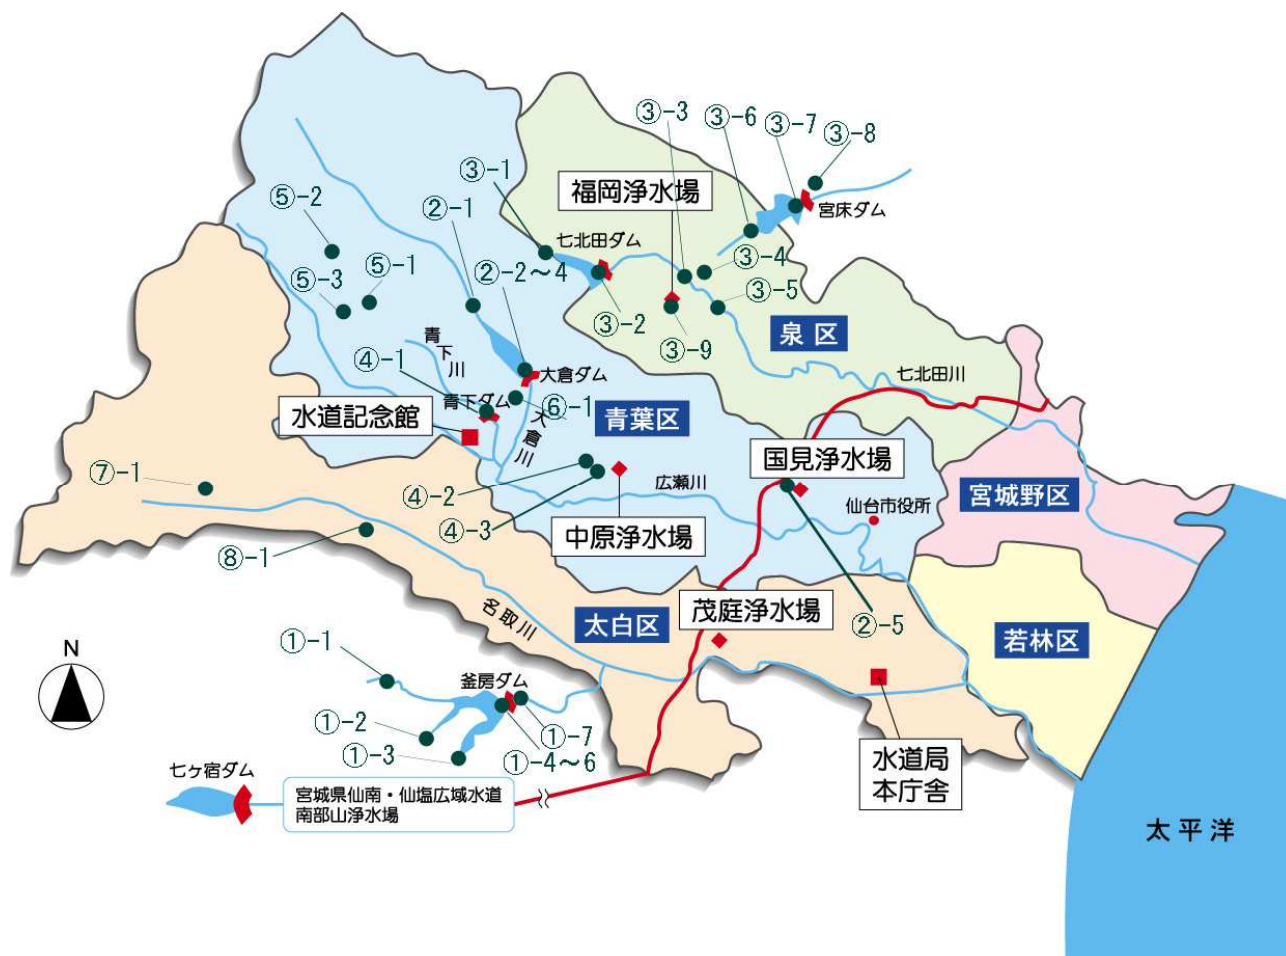 ③-3
③-6
③-7
③-8
③-1
福岡浄水場
宮床ダム
⑤-2
②-1
七北田ダム
③-4
⑤-3
⑤-1
②-2～4
③-5
③-2
③-9
泉区
青下川
④-1
大倉ダム
七北田川
青下ダム
⑥-1
水道記念館
大倉川
青葉区
国見浄水場
⑦-1
④-2
広瀬川
仙台市役所
宮城野区
④-3
中原浄水場
⑧-1
名取川
太白区
茂庭浄水場
②-5
若林区
N
①-1
釜房ダム
①-2
①-7
①-3
①-4～6
水道局
本庁舎
七ヶ宿ダム
宮城県仙南・仙塩広域水道
南部山浄水場
太平洋